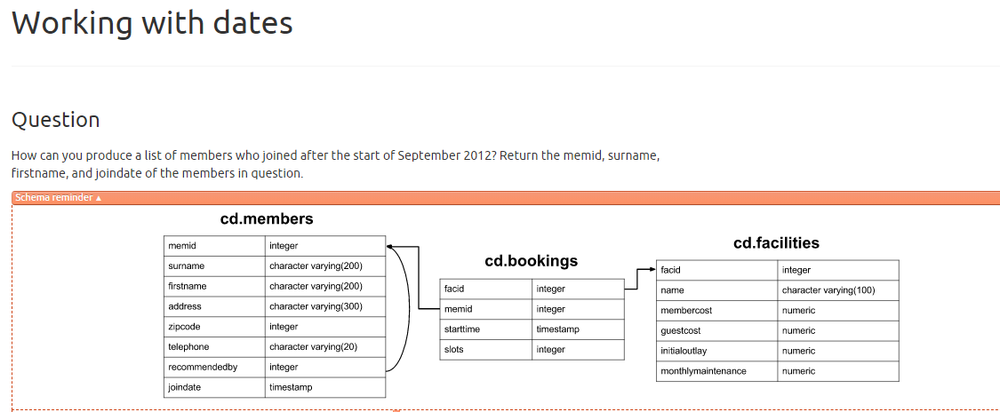 Working with dates
Question
How can you produce a list of members who joined after the start of September 2012? Return the memid, surname,
firstname, and joindate of the members in question.
Schema reminder ▲
cd.members
memid integer
surname character varying(200)
firstname character varying(200)
address character varying(300)
zipcode integer
telephone character varying(20)
recommendedby integer
joindate timestamp
cd.bookings
facid integer
memid integer
starttime timestamp
slots integer
cd.facilities
facid integer
name character varying(100)
membercost numeric
guestcost numeric
initialoutlay numeric
monthlymaintenance numeric